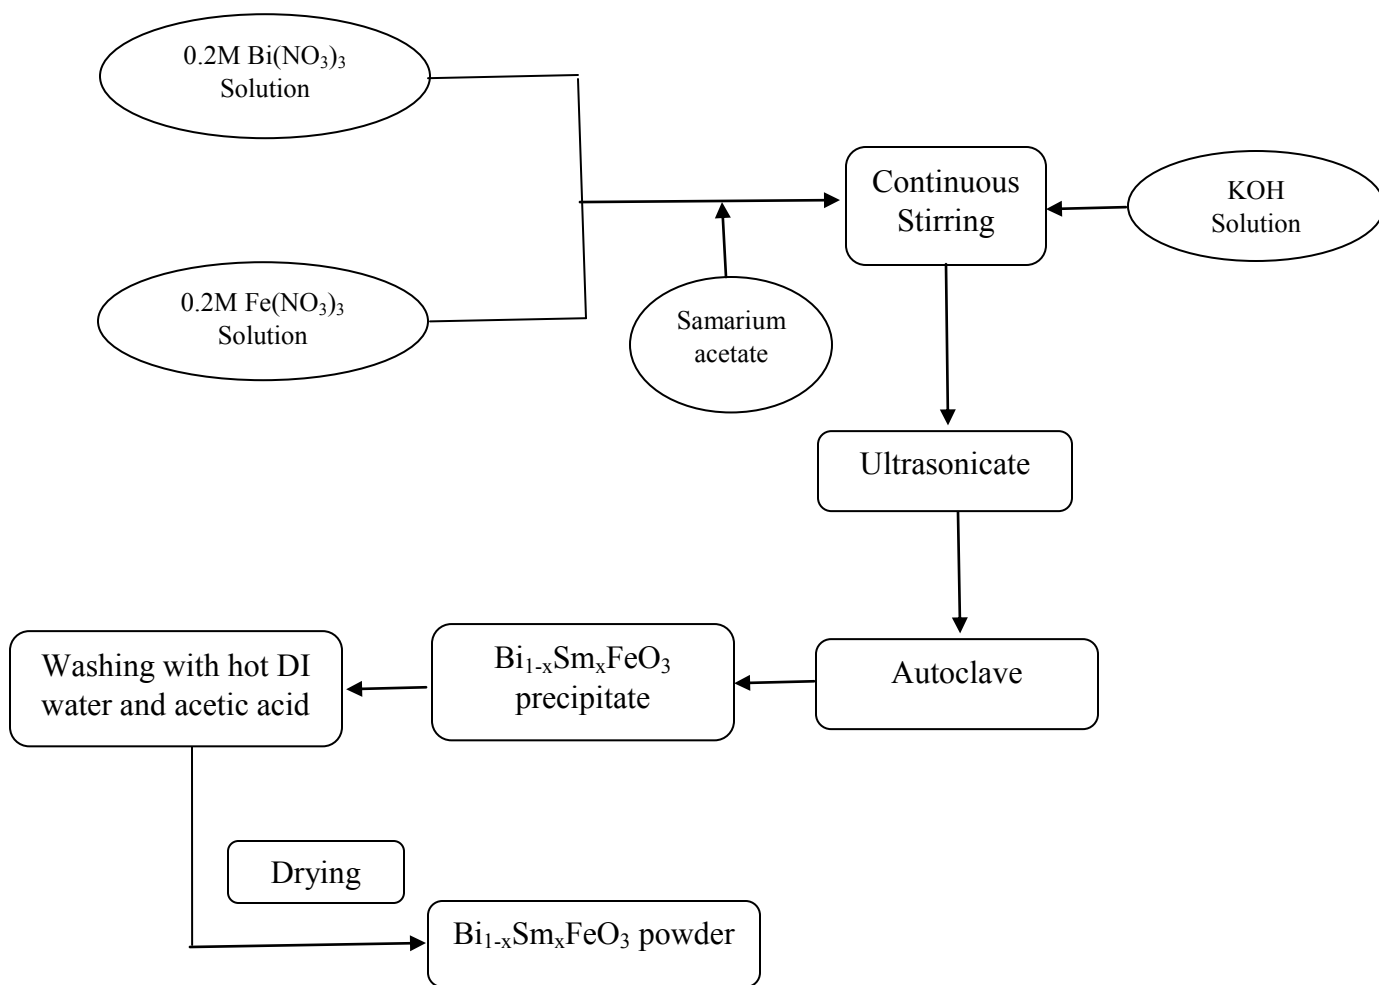 0.2M Bi(NO₃)₃
Solution
Continuous
Stirring
KOH
Solution
0.2M Fe(NO₃)₃
Solution
Samarium
acetate
Ultrasonicate
Washing with hot DI
water and acetic acid
Bi₁₋ₓSmₓFeO₃
precipitate
Autoclave
Drying
Bi₁₋ₓSmₓFeO₃ powder